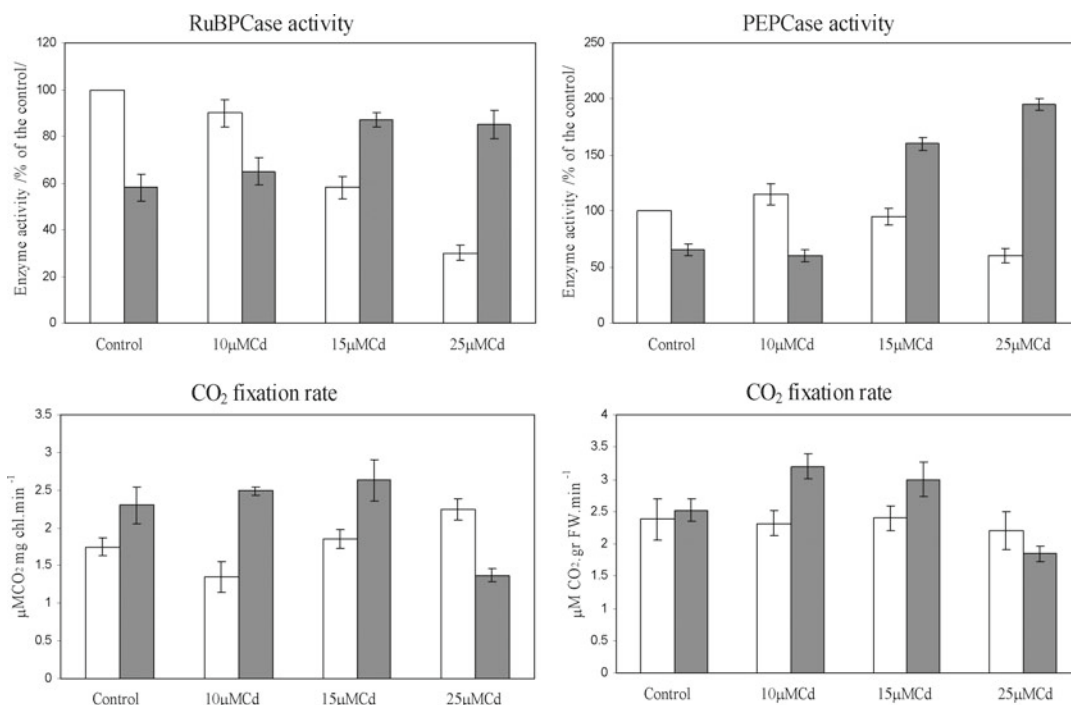 RuBPCase activity
Enzyme activity /% of the control/
120
100
80
60
40
20
0
Control 10μMCd 15μMCd 25μMCd
PEPCase activity
Enzyme activity /% of the control/
250
200
150
100
50
0
Control 10μMCd 15μMCd 25μMCd
CO₂ fixation rate
μMCO₂ mg chl.min⁻¹
3.5
3
2.5
2
1.5
1
0.5
0
Control 10μMCd 15μMCd 25μMCd
CO₂ fixation rate
μM CO₂.gr FW.min⁻¹
4
3.5
3
2.5
2
1.5
1
0.5
0
Control 10μMCd 15μMCd 25μMCd